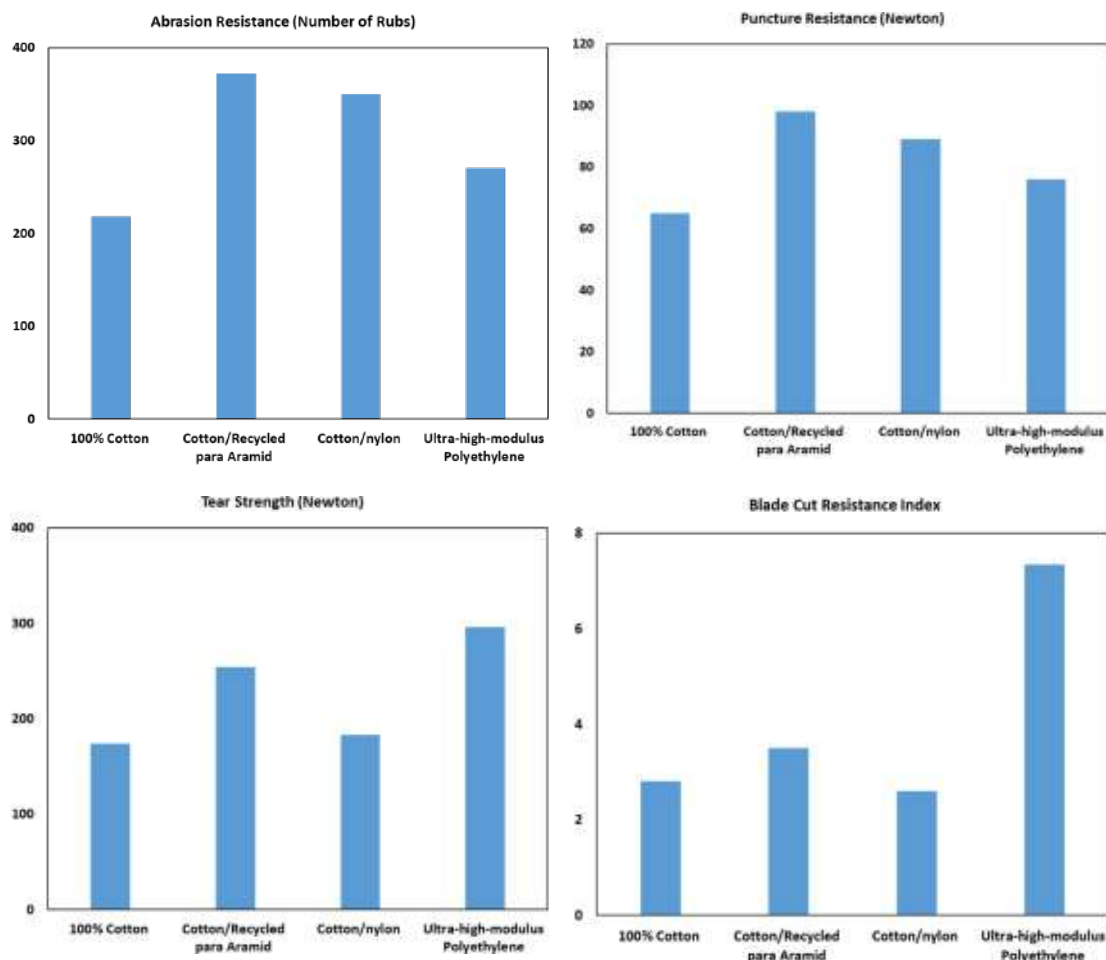 Abrasion Resistance (Number of Rubs)
400
300
200
100
0
100% Cotton
Cotton/Recycled
para Aramid
Cotton/nylon
Ultra-high-modulus
Polyethylene
Puncture Resistance (Newton)
120
100
80
60
40
20
0
100% Cotton
Cotton/Recycled
para Aramid
Cotton/nylon
Ultra-high-modulus
Polyethylene
Tear Strength (Newton)
400
300
200
100
0
100% Cotton
Cotton/Recycled
para Aramid
Cotton/nylon
Ultra-high-modulus
Polyethylene
Blade Cut Resistance Index
8
6
4
2
0
100% Cotton
Cotton/Recycled
para Aramid
Cotton/nylon
Ultra-high-modulus
Polyethylene